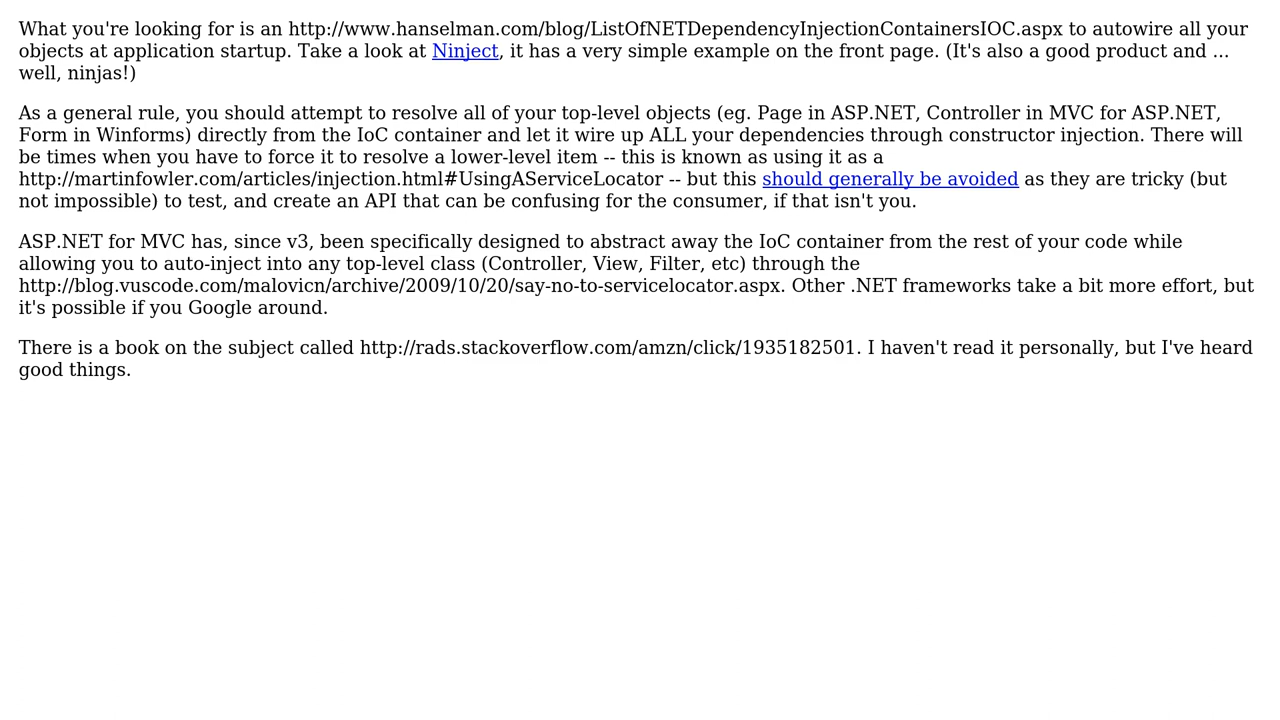 What you're looking for is an http://www.hanselman.com/blog/ListOfNETDependencyInjectionContainersIOC.aspx to autowire all your
objects at application startup. Take a look at Ninject, it has a very simple example on the front page. (It's also a good product and ...
well, ninjas!)
As a general rule, you should attempt to resolve all of your top-level objects (eg. Page in ASP.NET, Controller in MVC for ASP.NET,
Form in Winforms) directly from the IoC container and let it wire up ALL your dependencies through constructor injection. There will
be times when you have to force it to resolve a lower-level item -- this is known as using it as a
http://martinfowler.com/articles/injection.html#UsingAServiceLocator -- but this should generally be avoided as they are tricky (but
not impossible) to test, and create an API that can be confusing for the consumer, if that isn't you.
ASP.NET for MVC has, since v3, been specifically designed to abstract away the IoC container from the rest of your code while
allowing you to auto-inject into any top-level class (Controller, View, Filter, etc) through the
http://blog.vuscode.com/malovicn/archive/2009/10/20/say-no-to-servicelocator.aspx. Other .NET frameworks take a bit more effort, but
it's possible if you Google around.
There is a book on the subject called http://rads.stackoverflow.com/amzn/click/1935182501. I haven't read it personally, but I've heard
good things.